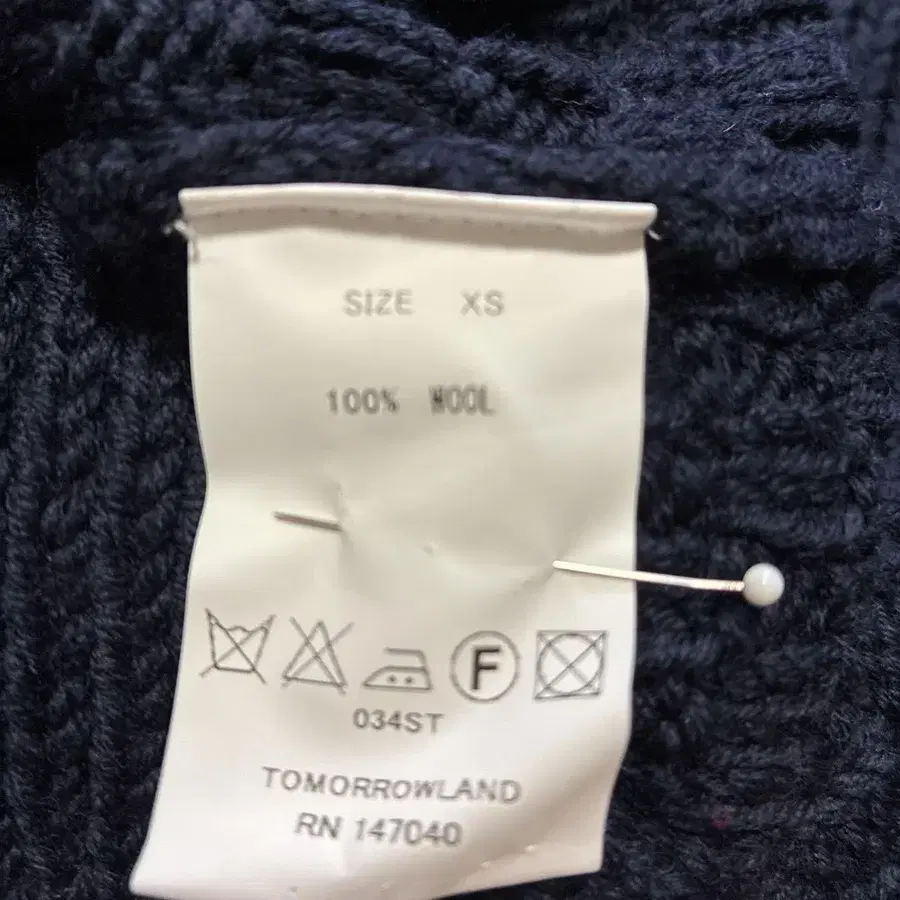 SIZE XS
100% WOOL
F
034ST
TOMORROWLAND
RN 147040